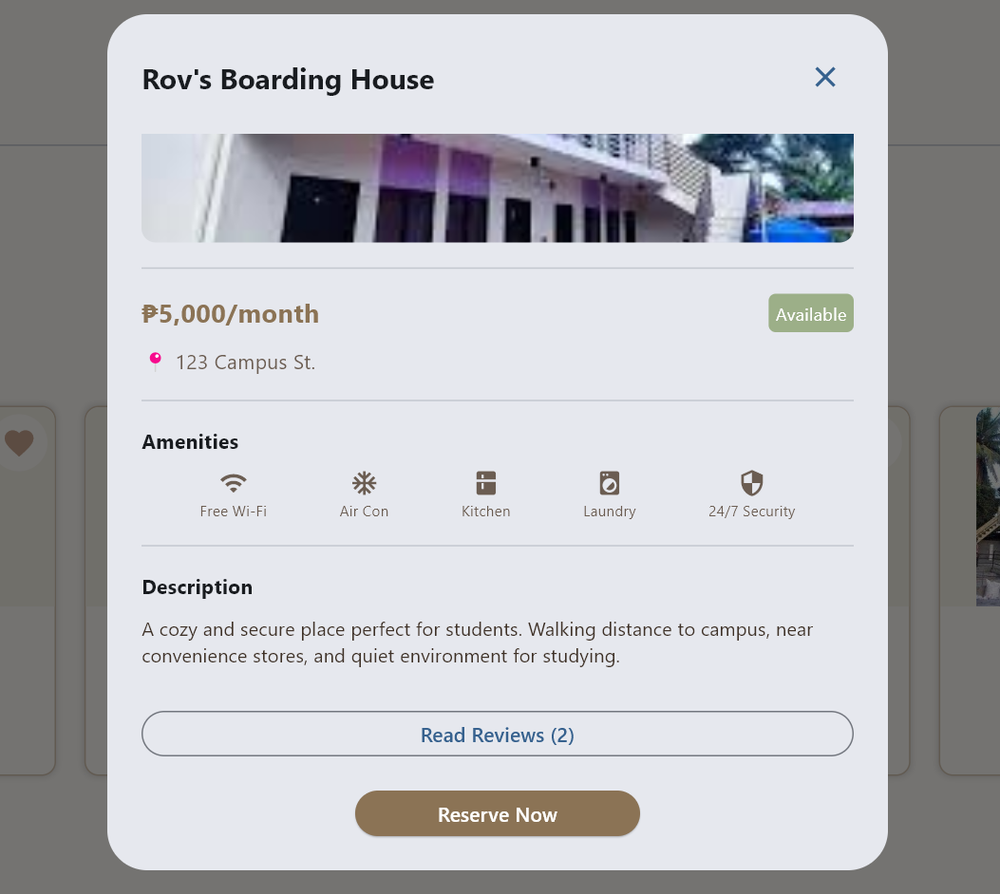 Rov's Boarding House
₱5,000/month
Available
123 Campus St.
Amenities
Free Wi-Fi
Air Con
Kitchen
Laundry
24/7 Security
Description
A cozy and secure place perfect for students. Walking distance to campus, near
convenience stores, and quiet environment for studying.
Read Reviews (2)
Reserve Now